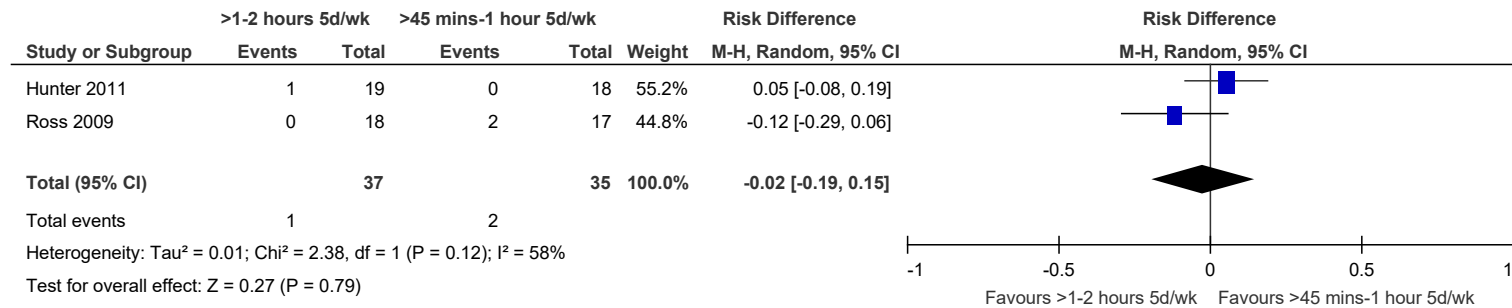 >1-2 hours 5d/wk >45 mins-1 hour 5d/wk Risk Difference Risk Difference
Study or Subgroup Events Total Events Total Weight M-H, Random, 95% CI M-H, Random, 95% CI
Hunter 2011 1 19 0 18 55.2% 0.05 [-0.08, 0.19]
Ross 2009 0 18 2 17 44.8% -0.12 [-0.29, 0.06]
Total (95% CI) 37 35 100.0% -0.02 [-0.19, 0.15]
Total events 1 2
Heterogeneity: Tau² = 0.01; Chi² = 2.38, df = 1 (P = 0.12); I² = 58%
Test for overall effect: Z = 0.27 (P = 0.79)
-1 -0.5 0 0.5 1
Favours >1-2 hours 5d/wk Favours >45 mins-1 hour 5d/wk